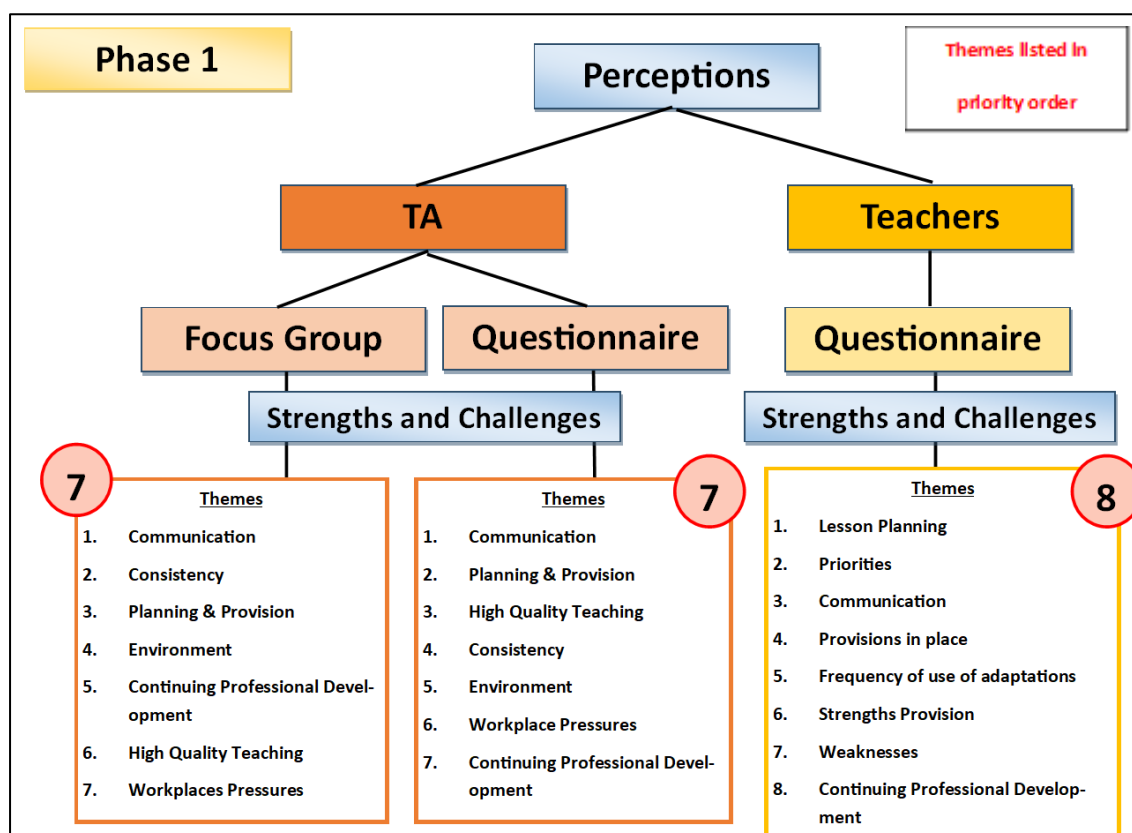 Phase 1
Perceptions
Themes listed in
priority order
TA
Teachers
Focus Group
Questionnaire
Questionnaire
Strengths and Challenges
Strengths and Challenges
7
Themes
1. Communication
2. Consistency
3. Planning & Provision
4. Environment
5. Continuing Professional Devel-
opment
6. High Quality Teaching
7. Workplaces Pressures
7
Themes
1. Communication
2. Planning & Provision
3. High Quality Teaching
4. Consistency
5. Environment
6. Workplace Pressures
7. Continuing Professional Devel-
opment
8
Themes
1. Lesson Planning
2. Priorities
3. Communication
4. Provisions in place
5. Frequency of use of adaptations
6. Strengths Provision
7. Weaknesses
8. Continuing Professional Develop-
ment